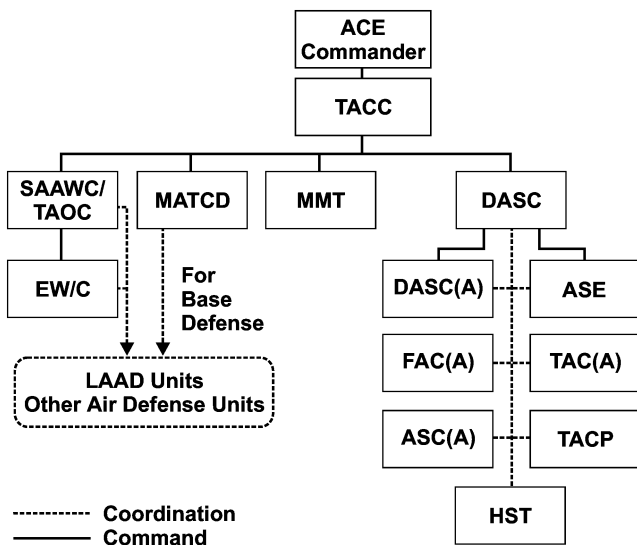 ACE
Commander
TACC
SAAWC/
TAOC
MATCD
MMT
DASC
EW/C
For
Base
Defense
DASC(A)
ASE
LAAD Units
Other Air Defense Units
FAC(A)
TAC(A)
ASC(A)
TACP
HST
Coordination
Command